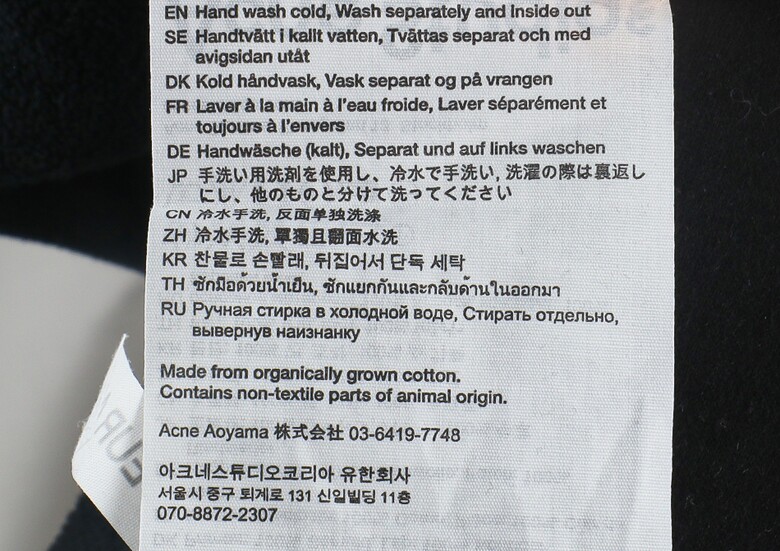 EN Hand wash cold, Wash separately and Inside out
SE Handtvätt i kallt vatten, Tvättas separat och med
avigsidan utåt
DK Kold håndvask, Vask separat og på vrangen
FR Laver à la main à l'eau froide, Laver séparément et
toujours à l'envers
DE Handwäsche (kalt), Separat und auf links waschen
JP 手洗い用洗剤を使用し、冷水で手洗い, 洗濯の際は裏返し
にし、他のものと分けて洗ってください
CN 冷水手洗, 反面单独洗涤
ZH 冷水手洗, 單獨且翻面水洗
KR 찬물로 손빨래, 뒤집어서 단독 세탁
TH ซักมือด้วยน้ำเย็น, ซักแยกกันและกลับด้านในออกมา
RU Ручная стирка в холодной воде, Стирать отдельно,
вывернув наизнанку
Made from organically grown cotton.
Contains non-textile parts of animal origin.
Acne Aoyama 株式会社 03-6419-7748
아크네스튜디오코리아 유한회사
서울시 중구 퇴계로 131 신일빌딩 11층
070-8872-2307